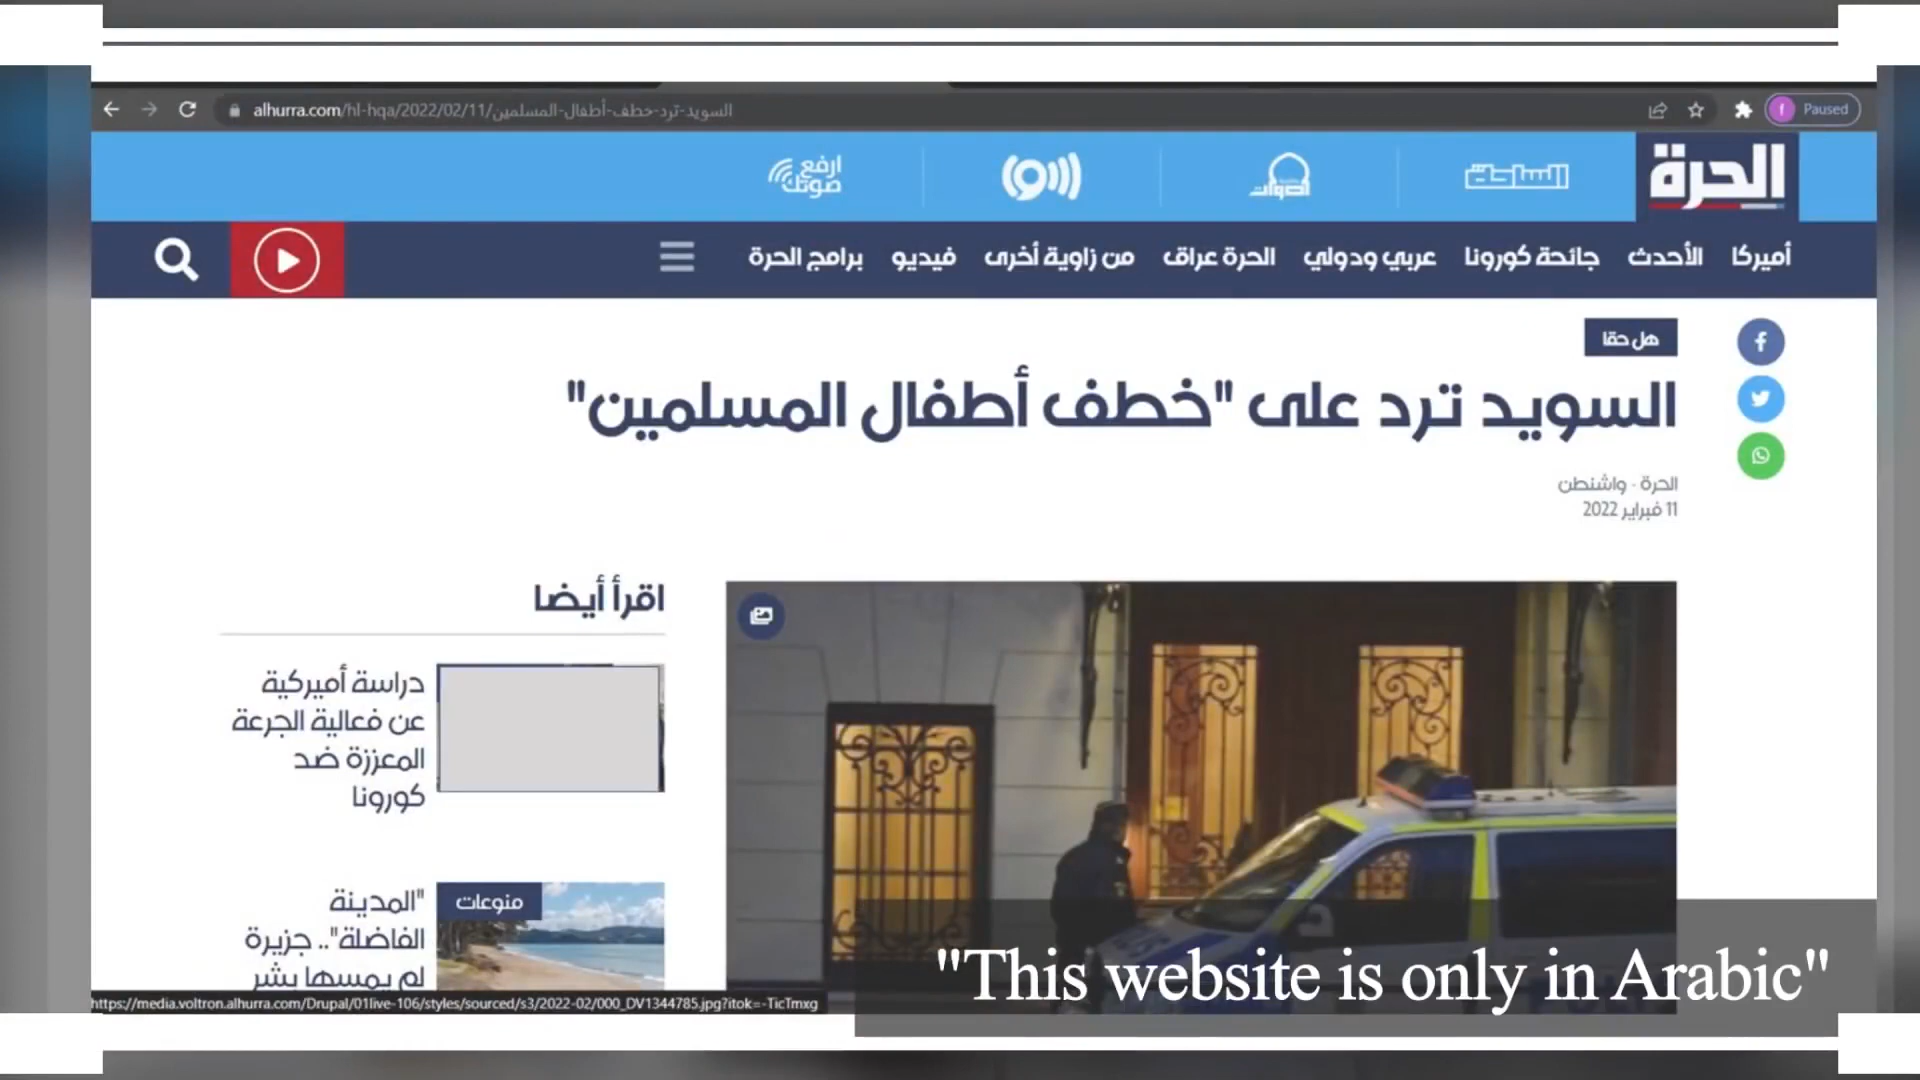 alhurra.com/hl-hqa/2022/02/11/السويد-ترد-خطف-أطفال-المسلمين
Paused
الحرة
الساحة
أصوات
ارفع صوتك
أميركا
الأحدث
جائحة كورونا
عربي ودولي
الحرة عراق
من زاوية أخرى
فيديو
برامج الحرة
هل حقا
السويد ترد على "خطف أطفال المسلمين"
الحرة - واشنطن
11 فبراير 2022
اقرأ أيضا
دراسة أميركية
عن فعالية الجرعة
المعززة ضد
كورونا
منوعات
"المدينة
الفاضلة".. جزيرة
لم يمسها بشر
https://media.voltron.alhurra.com/Drupal/01live-106/styles/sourced/s3/2022-02/000_DV1344785.jpg?itok=-TicTmxg
"This website is only in Arabic"